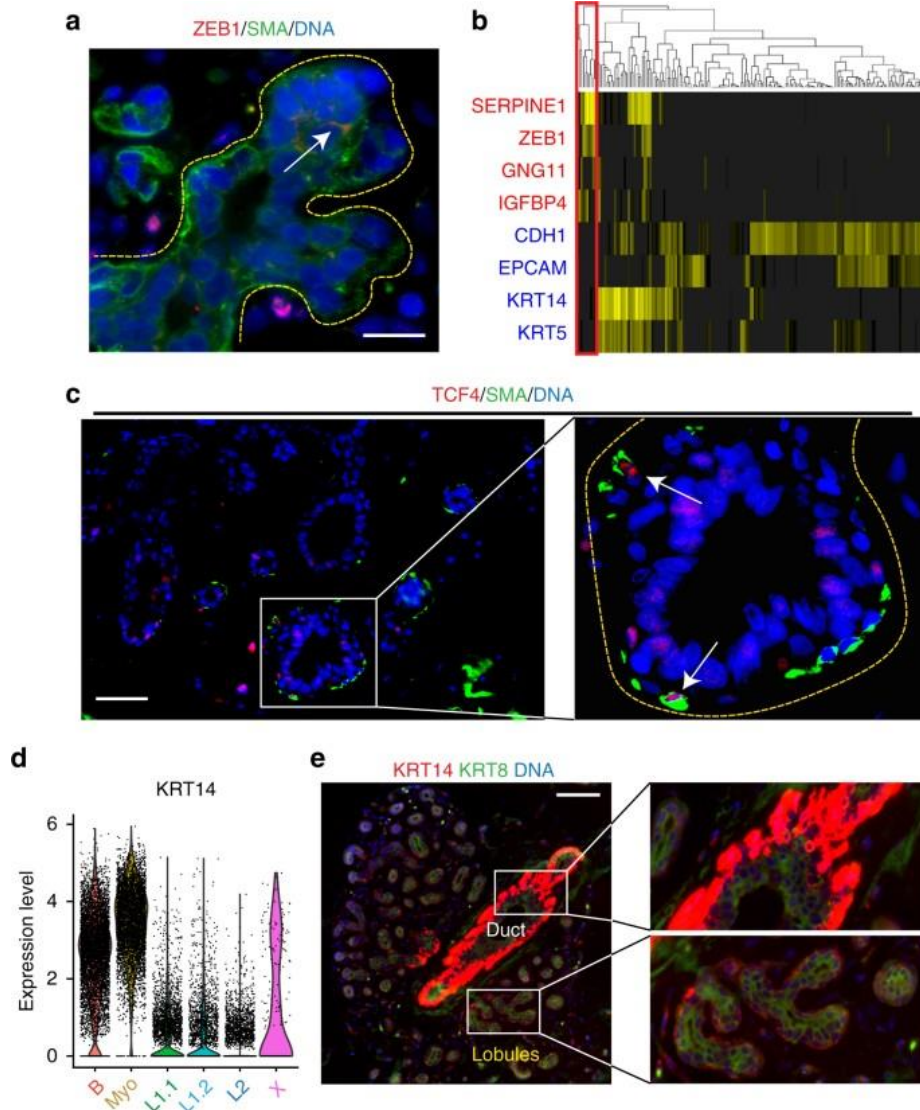 a
ZEB1/SMA/DNA
b
SERPINE1
ZEB1
GNG11
IGFBP4
CDH1
EPCAM
KRT14
KRT5
c
TCF4/SMA/DNA
d
KRT14
Expression level
6
4
2
0
B
Myo
L1.1
L1.2
L2
X
e
KRT14 KRT8 DNA
Duct
Lobules